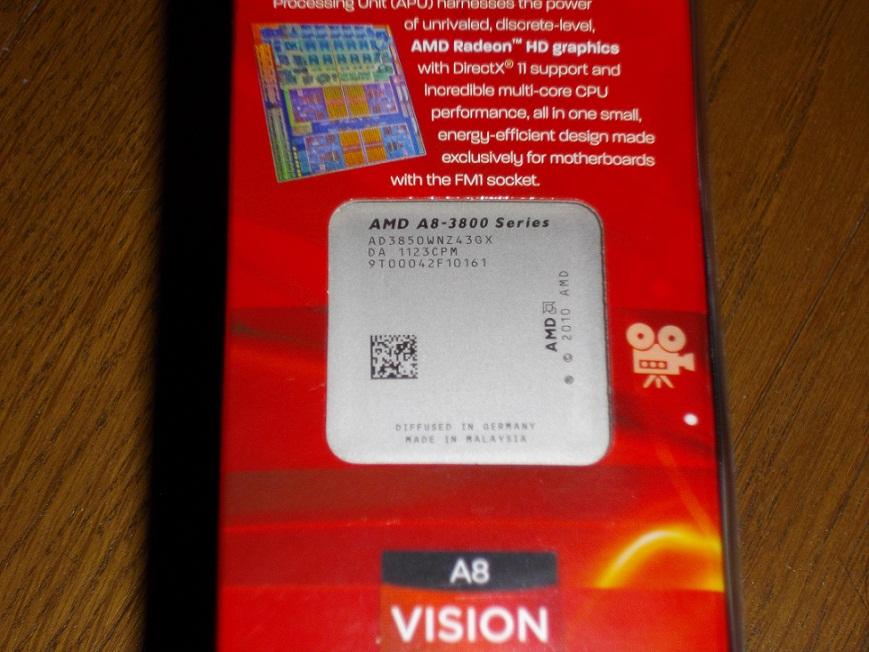 Processing Unit (APU) harnesses the power
of unrivaled, discrete-level,
AMD Radeon™ HD graphics
with DirectX® 11 support and
incredible multi-core CPU
performance, all in one small,
energy-efficient design made
exclusively for motherboards
with the FM1 socket.
AMD A8-3800 Series
AD3850WNZ43GX
DA 1123CPM
9T00042F10161
AMD
© 2010 AMD
DIFFUSED IN GERMANY
MADE IN MALAYSIA
A8
VISION